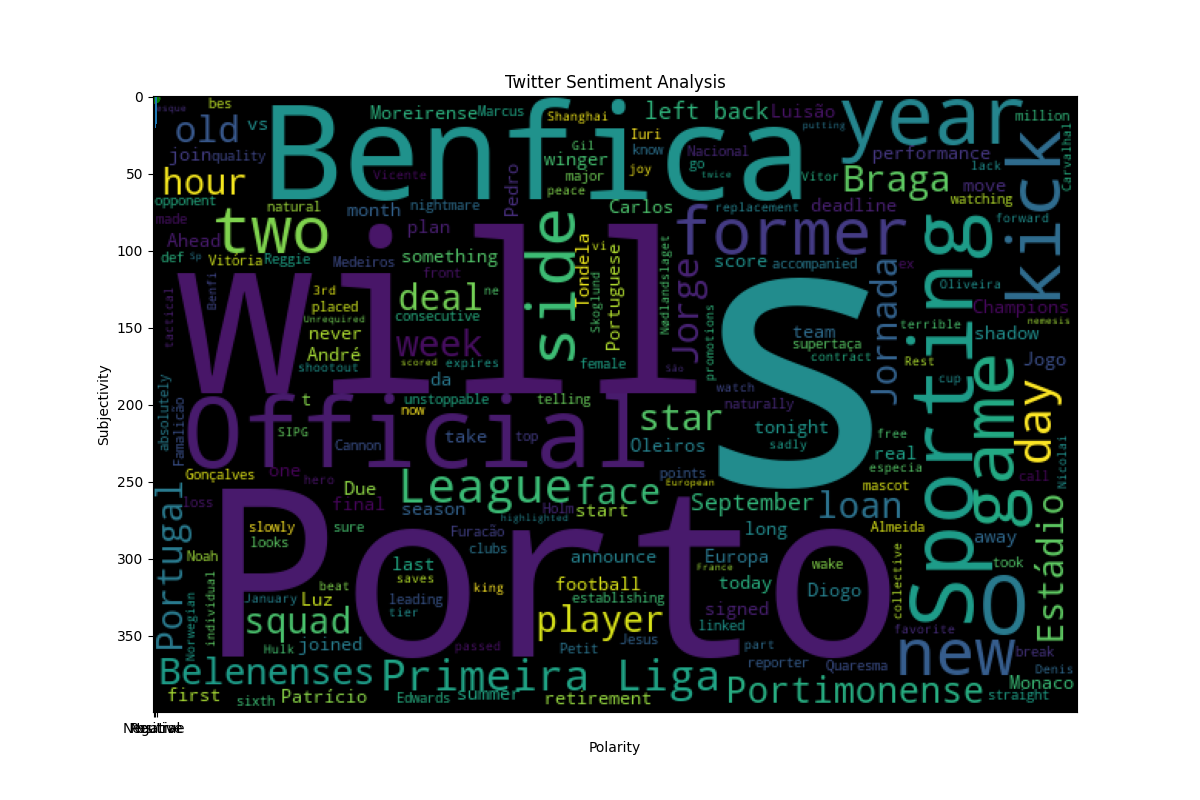 Twitter Sentiment Analysis
Subjectivity
0
50
100
150
200
250
300
350
Polarity
esque
bes
Moreirense
Marcus
Shanghai
left back
Luisão
year
million
old
vs
Benfica
Iuri
putting
kick
Carvalhal
join
quality
Gil
know
Nacional
performance
winger
go
lack
hour
Vicente
major
joy
twice
Vitor
Braga
move
opponent
Pedro
peace
watching
natural
month
nightmare
Carlos
replacement
deadline
forward
made
two
plan
side
former
Sporting
Ahead
vi
def
Sp
Vitória
Reggie
Medeiros
something
Tondela
score
accompanied
ex
front
Portuguese
Jorge
Jornada
Benfi
Will
3rd
deal
ne
Skoglund
Nødlandslaget
S
Oliveira
placed
Champions
tactical
Unrequired
consecutive
team
terrible
nemesis
never
week
promotions
supertaça
shadow
André
contract
Rest
Jogo
shootout
scored
expires
female
São
cup
game
day
da
watch
absolutely
Famalicão
t
unstoppable
telling
naturally
Official
now
star
SIPG
Cannon
take
top
Oleiros
tonight
free
sadly
real
Nicolai
Gonçalves
one
hero
points
especia
call
European
mascot
Due
League
face
September
loan
Estádio
loss
final
season
Holm
start
Portugal
slowly
sure
highlighted
long
Almeida
looks
Furacão
away
Noah
Porto
clubs
announce
Europa
collective
individual
last
France
wake
took
beat
saves
king
football
today
Diogo
O
January
Luz
leading
establishing
Norwegian
squad
tier
player
signed
linked
favorite
Hulk
joined
passed
Petit
Jesus
part
new
break
Belenenses
Primeira Liga
reporter
Quaresma
Denis
Portimonense
Monaco
first
sixth
Patrício
Edwards
summer
retirement
straight